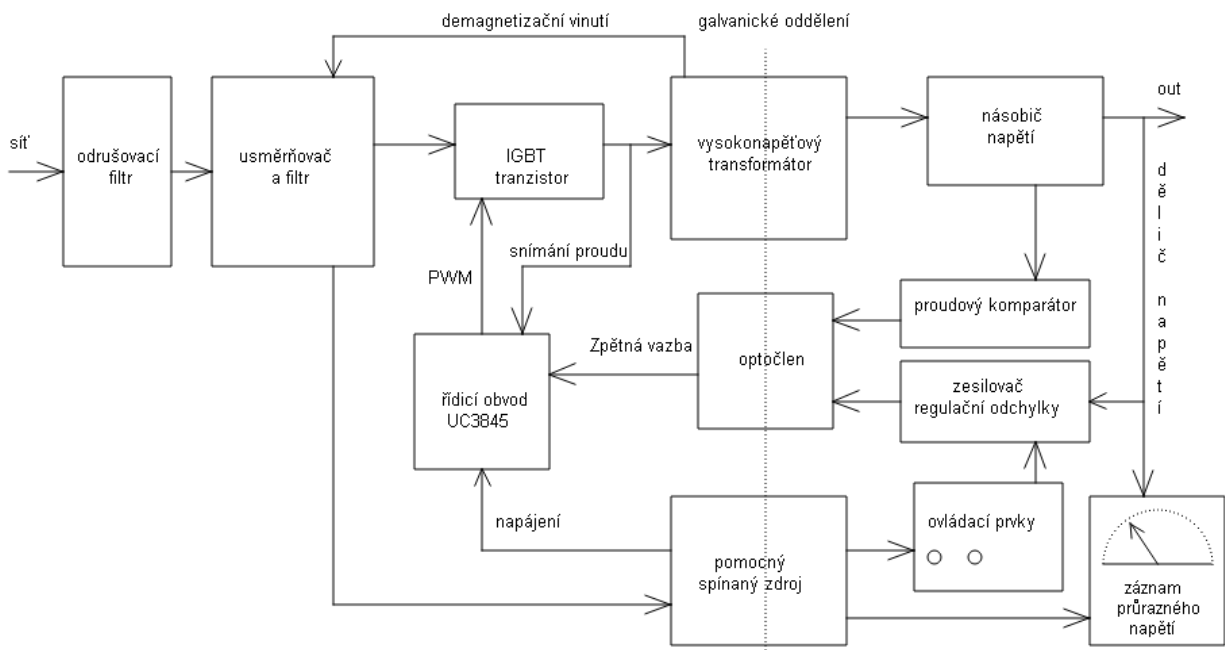 demagnetizační vinutí
galvanické oddělení
síť
odrušovací
filtr
usměrňovač
a filtr
IGBT
tranzistor
vysokonapěťový
transformátor
násobič
napětí
out
dělič napětí
snímání proudu
PWM
proudový komparátor
Zpětná vazba
optočlen
zesilovač
regulační odchylky
řídicí obvod
UC3845
napájení
ovládací prvky
pomocný
spínaný zdroj
záznam
průrazného
napětí